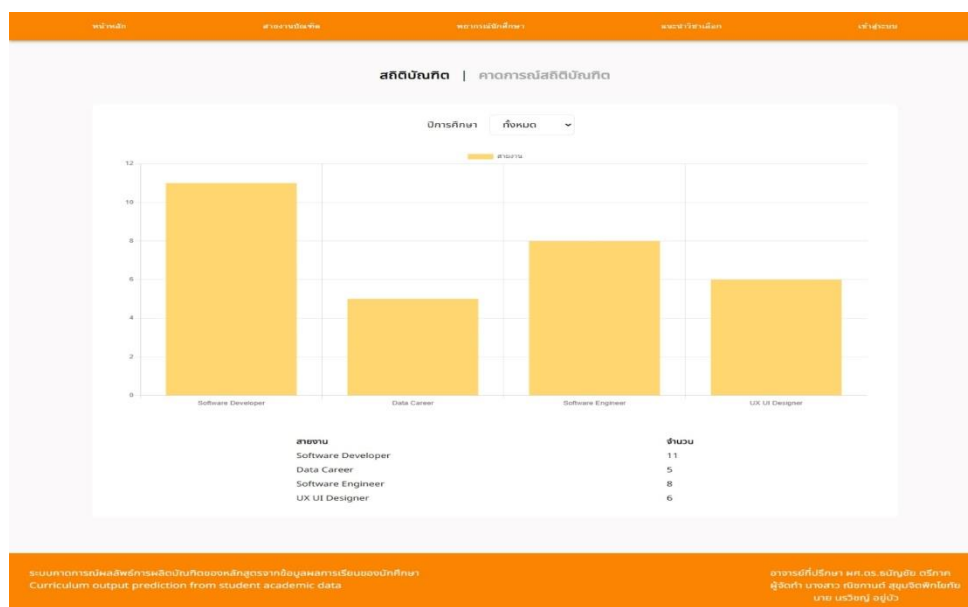 หน้าหลัก สายงานบัณฑิต พยากรณ์นักศึกษา แนะนำวิชาเลือก เข้าสู่ระบบ
สถิติบัณฑิต | คาดการณ์สถิติบัณฑิต
ปีการศึกษา ทั้งหมด
สายงาน
12
10
8
6
4
2
0
Software Developer Data Career Software Engineer UX UI Designer
สายงาน จำนวน
Software Developer 11
Data Career 5
Software Engineer 8
UX UI Designer 6
ระบบคาดการณ์ผลลัพธ์การผลิตบัณฑิตของหลักสูตรจากข้อมูลผลการเรียนของนักศึกษา
Curriculum output prediction from student academic data
อาจารย์ที่ปรึกษา ผศ.ดร.ธนัญชัย ตรีภาค
ผู้จัดทำ นางสาว ณิชกานต์ สุขุมจิตพิทโยทัย
นาย นรวิชญ์ อยู่บัว